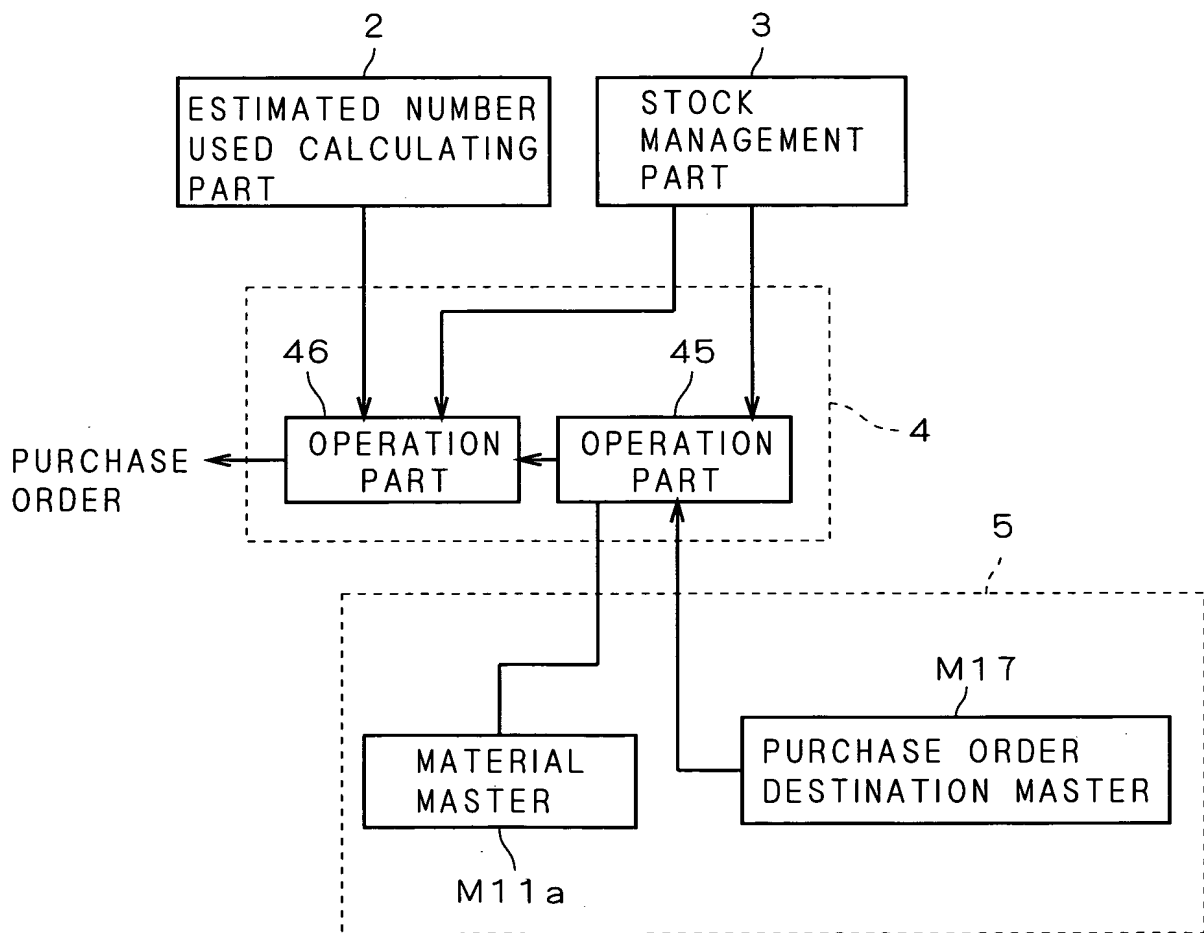 2
3
ESTIMATED NUMBER
USED CALCULATING
PART
STOCK
MANAGEMENT
PART
46
45
4
OPERATION
PART
OPERATION
PART
PURCHASE
ORDER
5
M17
MATERIAL
MASTER
PURCHASE ORDER
DESTINATION MASTER
M11a